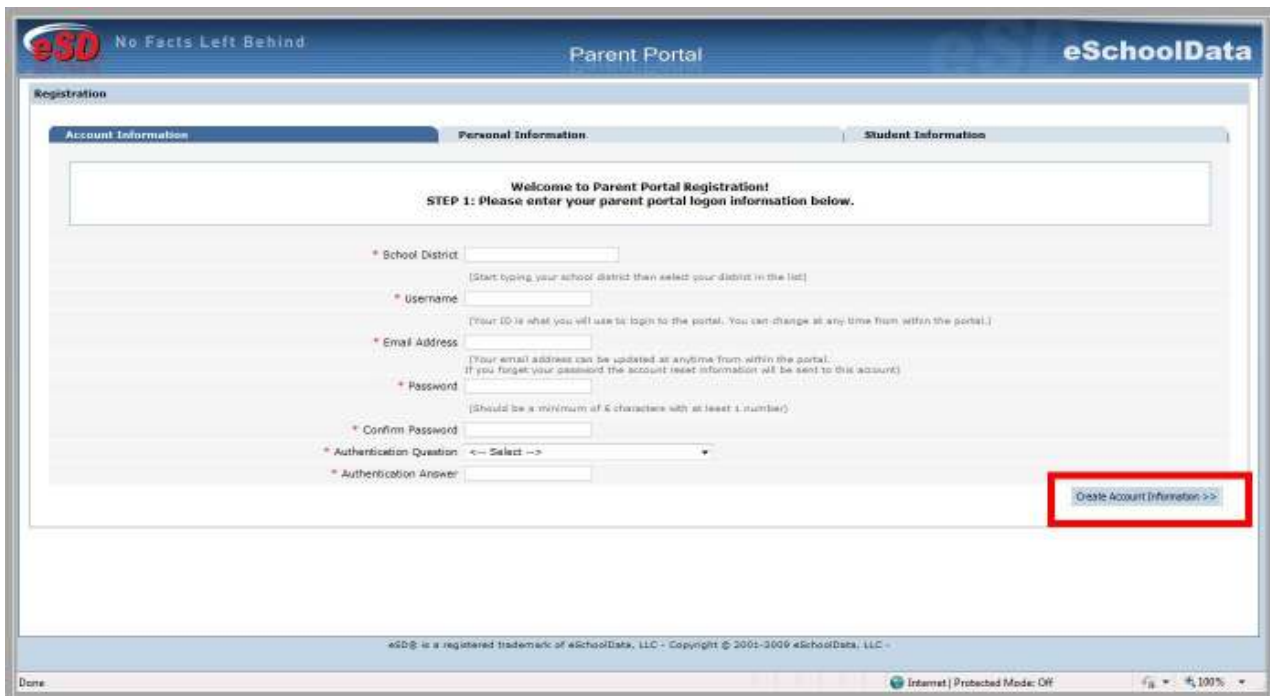 eSD No Facts Left Behind
Parent Portal
eSchoolData
Registration
Account Information
Personal Information
Student Information
Welcome to Parent Portal Registration!
STEP 1: Please enter your parent portal logon information below.
* School District
(Start typing your school district then select your district in the list)
* Username
(Your ID is what you will use to login to the portal. You can change at any time from within the portal.)
* Email Address
(Your email address can be updated at anytime from within the portal.
If you forget your password the account reset information will be sent to this account)
* Password
(Should be a minimum of 6 characters with at least 1 number)
* Confirm Password
* Authentication Question <-- Select -->
* Authentication Answer
Create Account Information >>
eSD® is a registered trademark of eSchoolData, LLC - Copyright © 2001-2009 eSchoolData, LLC -
Done
Internet | Protected Mode: Off
100%